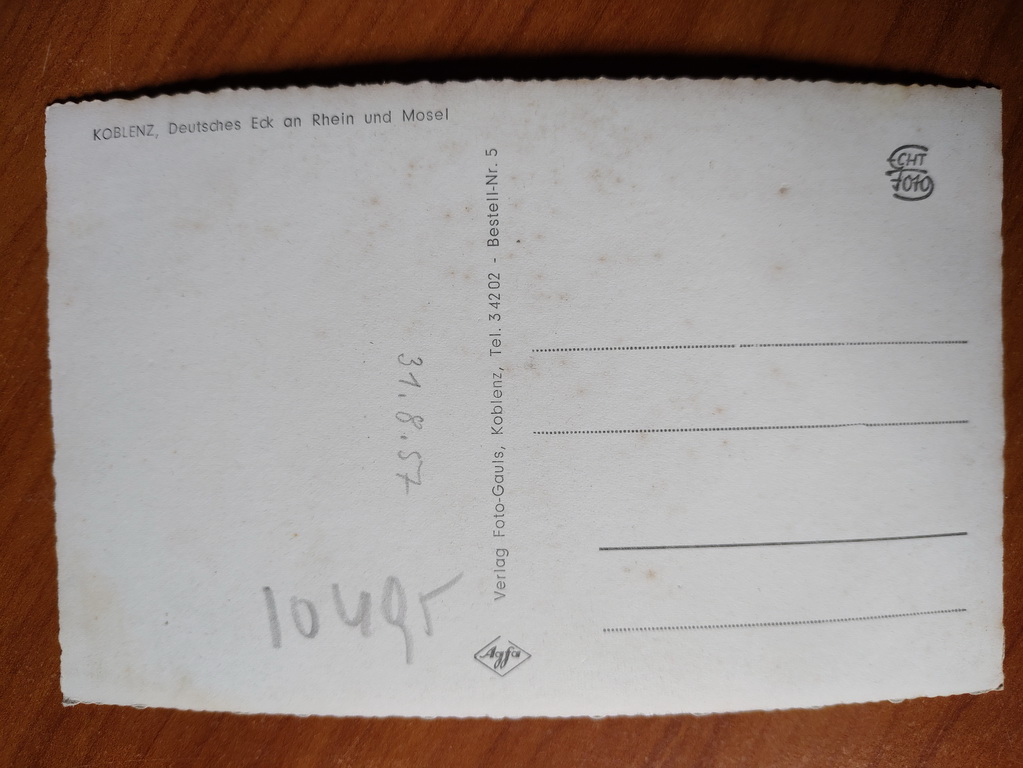 KOBLENZ, Deutsches Eck an Rhein und Mosel
ECHT
FOTO
Verlag Foto-Gauls, Koblenz, Tel. 34202 - Bestell-Nr. 5
31.8.57
10495
Agfa